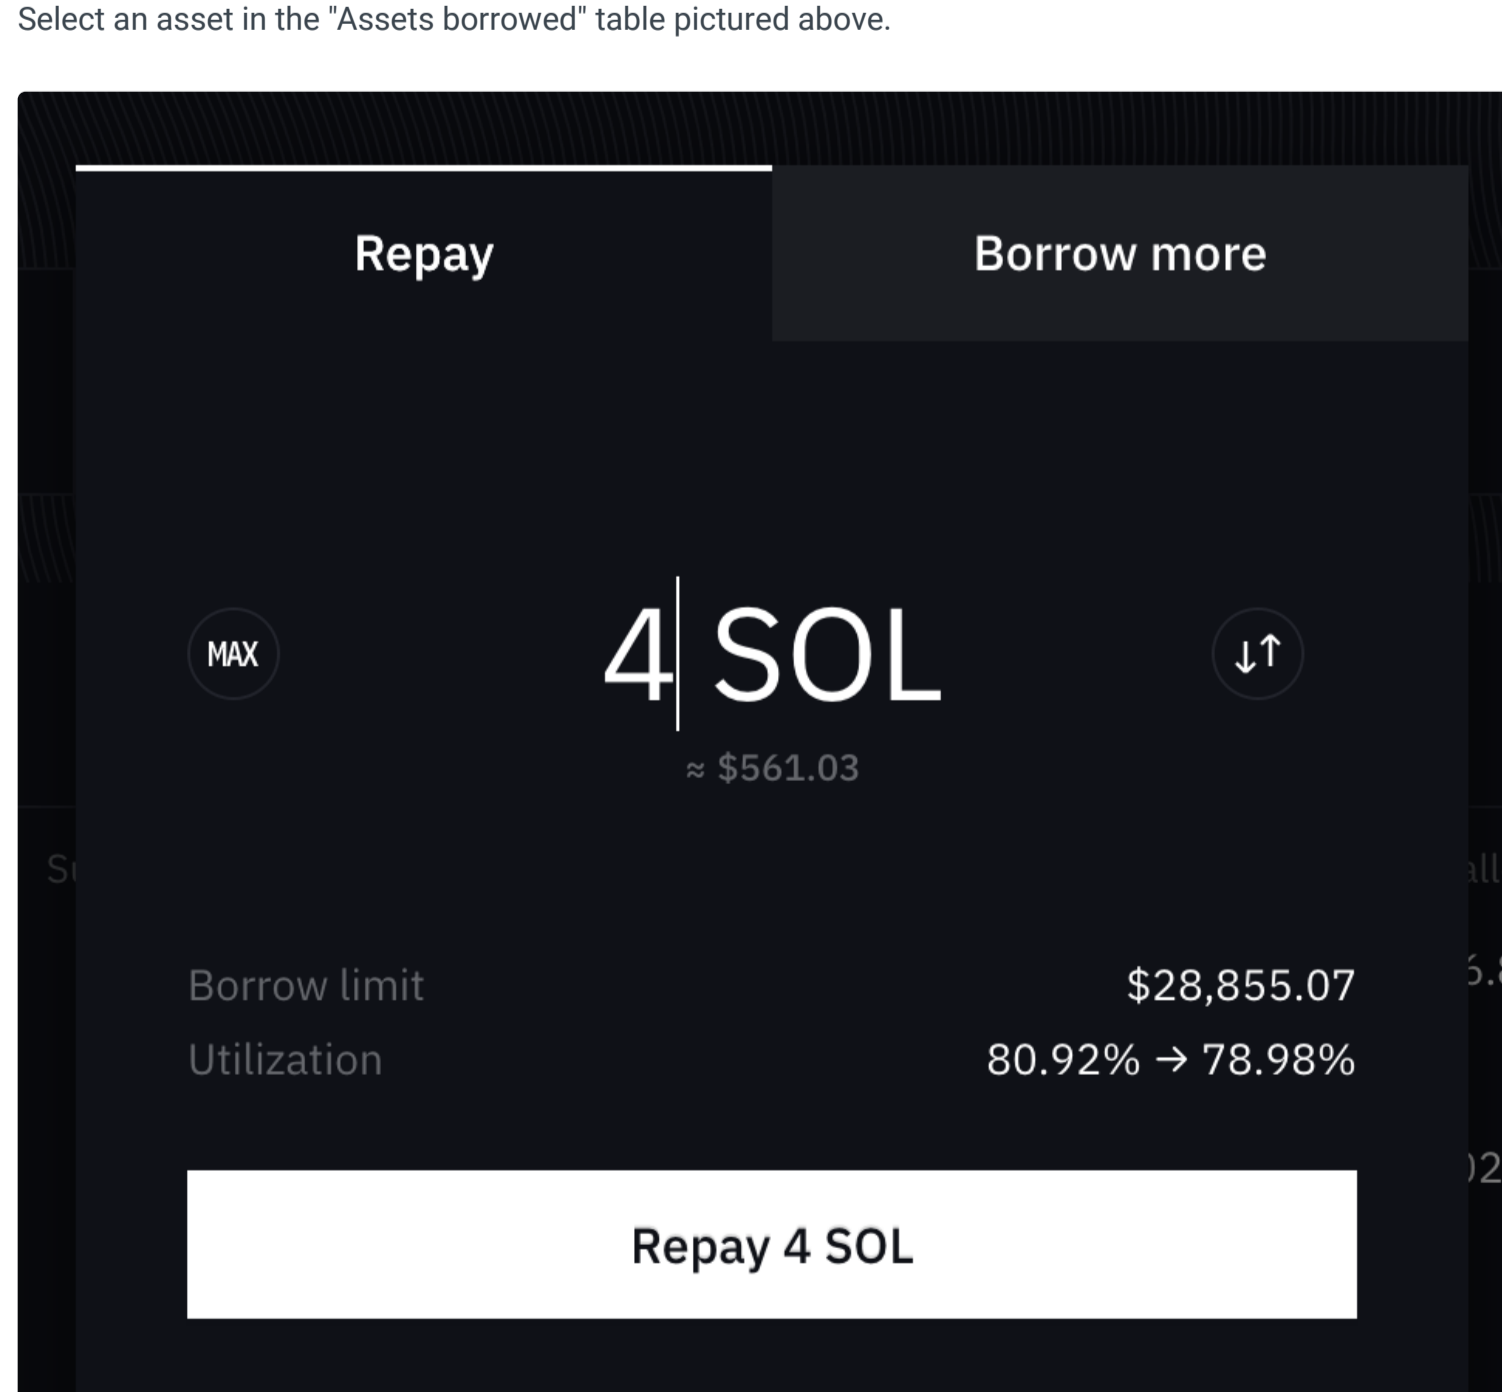 Select an asset in the "Assets borrowed" table pictured above.
Repay
Borrow more
MAX
4 SOL
≈ $561.03
Borrow limit
$28,855.07
Utilization
80.92% → 78.98%
Repay 4 SOL